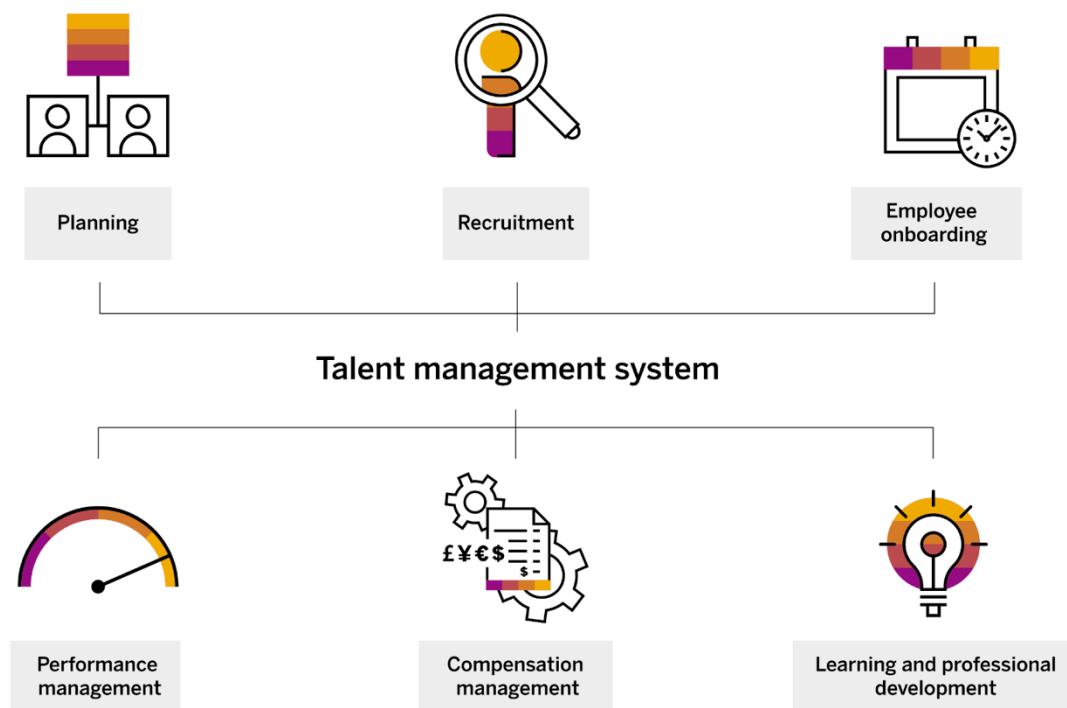 Planning
Recruitment
Employee
onboarding
Talent management system
£¥€$
$
Performance
management
Compensation
management
Learning and professional
development